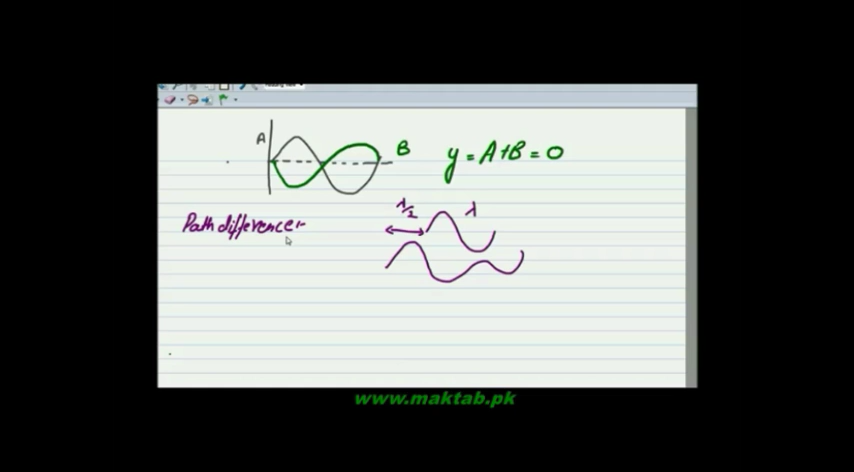 A
B
y = A+B = 0
λ/2
λ
Path difference:-
www.maktab.pk